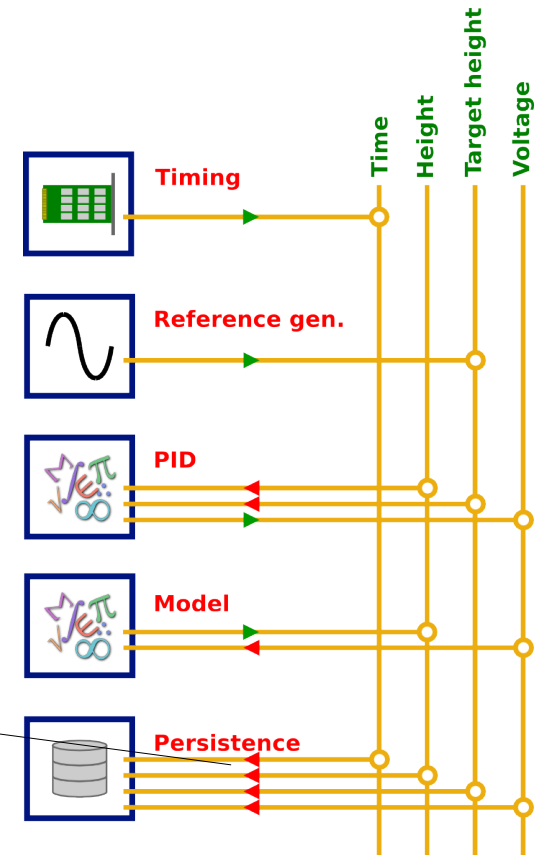 Time
Height
Target height
Voltage
Timing
Reference gen.
PID
Model
Persistence